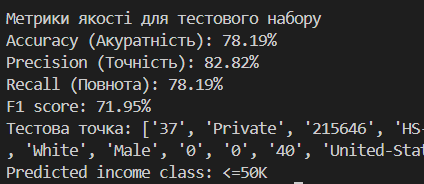 Метрики якості для тестового набору
Accuracy (Акуратність): 78.19%
Precision (Точність): 82.82%
Recall (Повнота): 78.19%
F1 score: 71.95%
Тестова точка: ['37', 'Private', '215646', 'HS-
, 'White', 'Male', '0', '0', '40', 'United-Stat
Predicted income class: <=50K